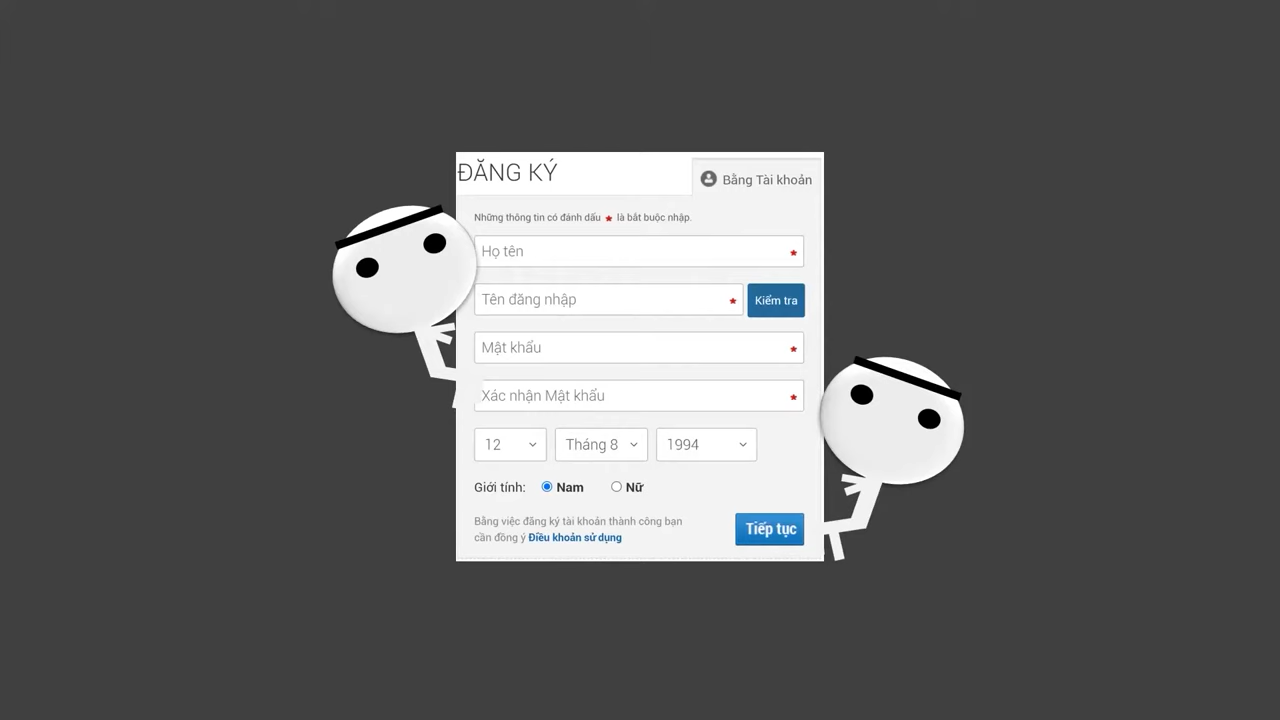 ĐĂNG KÝ
Bằng Tài khoản
Những thông tin có đánh dấu * là bắt buộc nhập.
Họ tên *
Tên đăng nhập *
Kiểm tra
Mật khẩu *
Xác nhận Mật khẩu *
12 Tháng 8 1994
Giới tính: Nam Nữ
Bằng việc đăng ký tài khoản thành công bạn
cần đồng ý Điều khoản sử dụng
Tiếp tục